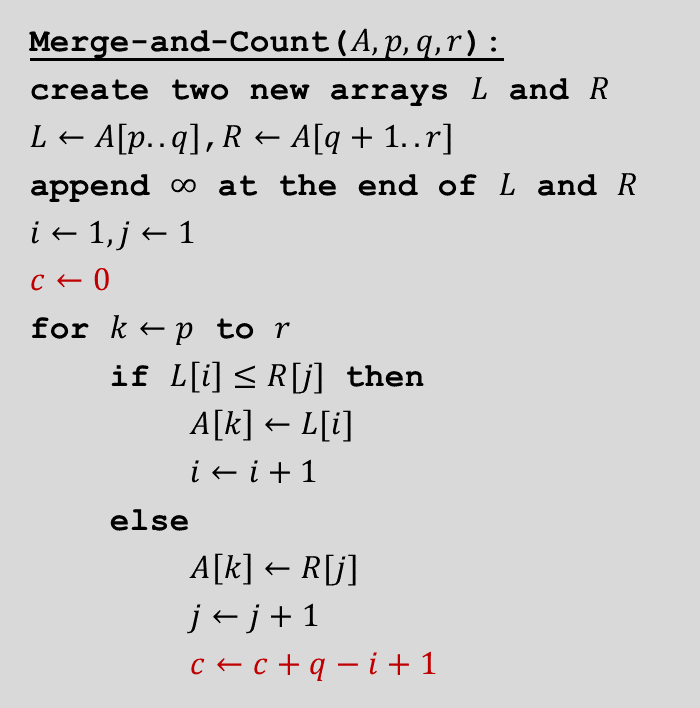 Merge-and-Count(A, p, q, r):
create two new arrays L and R
L ← A[p..q], R ← A[q + 1..r]
append ∞ at the end of L and R
i ← 1, j ← 1
c ← 0
for k ← p to r
if L[i] ≤ R[j] then
A[k] ← L[i]
i ← i + 1
else
A[k] ← R[j]
j ← j + 1
c ← c + q − i + 1